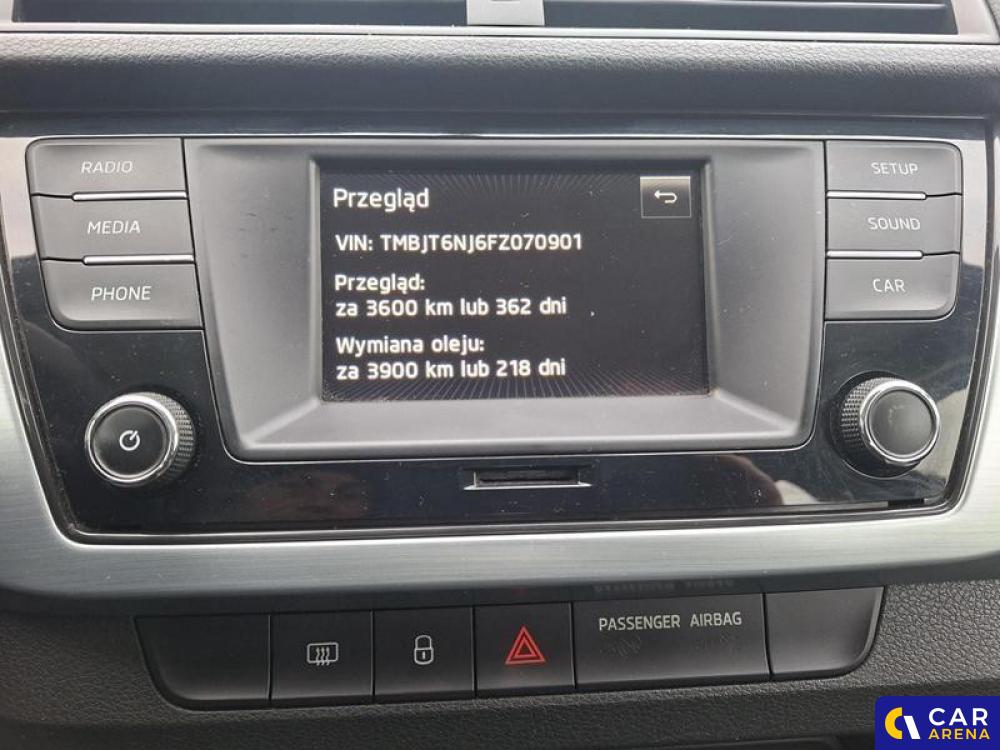 RADIO
MEDIA
PHONE
Przegląd
VIN: TMBJT6NJ6FZ070901
Przegląd:
za 3600 km lub 362 dni
Wymiana oleju:
za 3900 km lub 218 dni
SETUP
SOUND
CAR
PASSENGER AIRBAG
CAR
ARENA